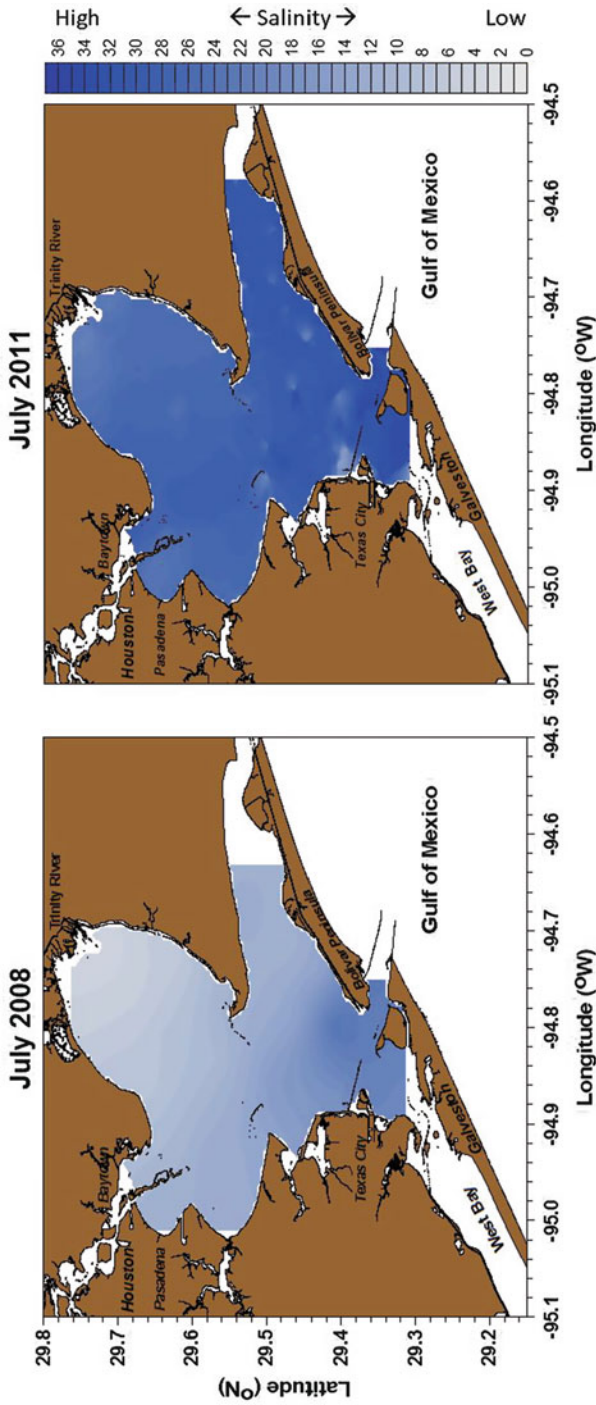 July 2008
29.8
29.7
29.6
29.5
29.4
29.3
29.2
Latitude (ºN)
Trinity River
Baytown
Houston
Pasadena
Bolivar Peninsula
Texas City
Gulf of Mexico
Galveston
West Bay
-95.1 -95.0 -94.9 -94.8 -94.7 -94.6 -94.5
Longitude (ºW)
July 2011
Trinity River
Baytown
Houston
Pasadena
Bolivar Peninsula
Texas City
Gulf of Mexico
Galveston
West Bay
-95.1 -95.0 -94.9 -94.8 -94.7 -94.6 -94.5
Longitude (ºW)
High
← Salinity →
Low
36
34
32
30
28
26
24
22
20
18
16
14
12
10
8
6
4
2
0